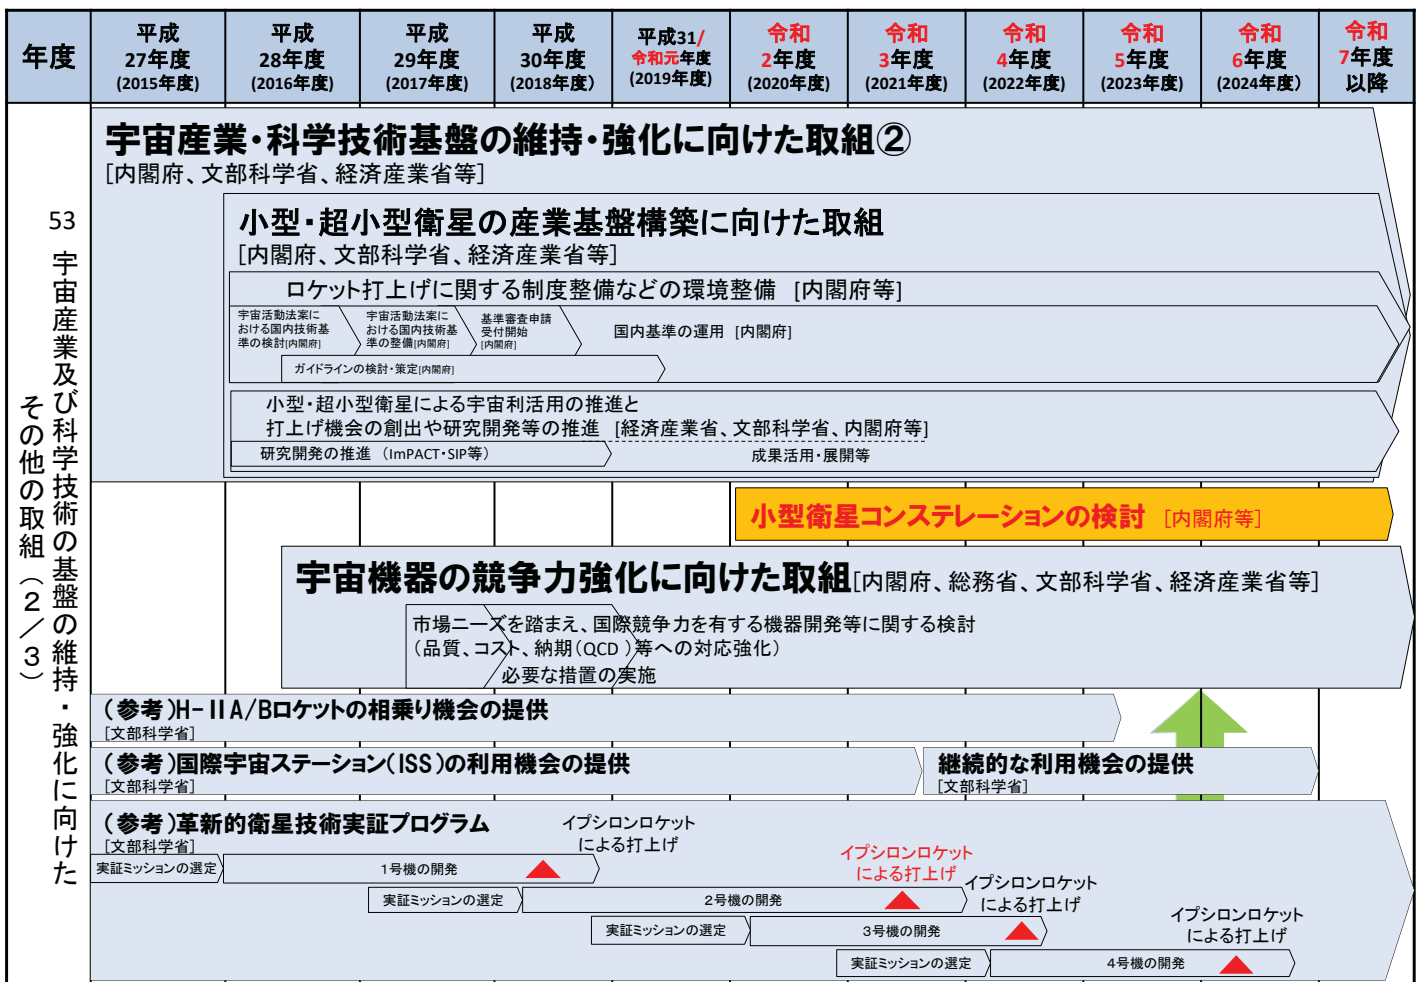 年度
平成
27年度
(2015年度)
平成
28年度
(2016年度)
平成
29年度
(2017年度)
平成
30年度
(2018年度)
平成31/
令和元年度
(2019年度)
令和
2年度
(2020年度)
令和
3年度
(2021年度)
令和
4年度
(2022年度)
令和
5年度
(2023年度)
令和
6年度
(2024年度)
令和
7年度
以降
53 宇宙産業及び科学技術の基盤の維持・強化に向けた
その他の取組(2/3)
宇宙産業・科学技術基盤の維持・強化に向けた取組②
[内閣府、文部科学省、経済産業省等]
小型・超小型衛星の産業基盤構築に向けた取組
[内閣府、文部科学省、経済産業省等]
ロケット打上げに関する制度整備などの環境整備 [内閣府等]
宇宙活動法案に
おける国内技術基
準の検討[内閣府]
宇宙活動法案に
おける国内技術基
準の整備[内閣府]
基準審査申請
受付開始
[内閣府]
国内基準の運用 [内閣府]
ガイドラインの検討・策定[内閣府]
小型・超小型衛星による宇宙利活用の推進と
打上げ機会の創出や研究開発等の推進 [経済産業省、文部科学省、内閣府等]
研究開発の推進 (ImPACT・SIP等)
成果活用・展開等
小型衛星コンステレーションの検討 [内閣府等]
宇宙機器の競争力強化に向けた取組[内閣府、総務省、文部科学省、経済産業省等]
市場ニーズを踏まえ、国際競争力を有する機器開発等に関する検討
(品質、コスト、納期(QCD)等への対応強化)
必要な措置の実施
(参考)H-ⅡA/Bロケットの相乗り機会の提供
[文部科学省]
(参考)国際宇宙ステーション(ISS)の利用機会の提供
[文部科学省]
継続的な利用機会の提供
[文部科学省]
(参考)革新的衛星技術実証プログラム
[文部科学省]
イプシロンロケット
による打上げ
実証ミッションの選定
1号機の開発
イプシロンロケット
による打上げ
実証ミッションの選定
2号機の開発
イプシロンロケット
による打上げ
実証ミッションの選定
3号機の開発
イプシロンロケット
による打上げ
実証ミッションの選定
4号機の開発